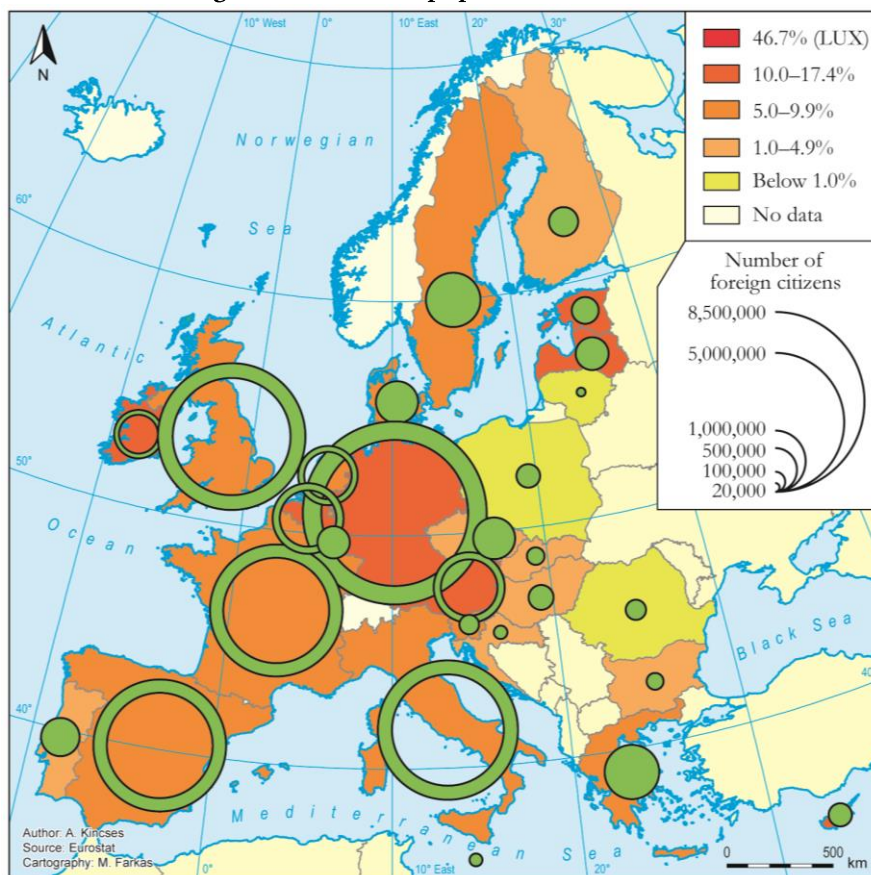 10° West
0°
10° East
20°
30°
40°
N
Norwegian
Sea
60°
Atlantic
50°
Ocean
40°
Black Sea
40°
Mediterranean Sea
0°
10° East
20°
Author: A. Kincses
Source: Eurostat
Cartography: M. Farkas
0 500
km
46.7% (LUX)
10.0–17.4%
5.0–9.9%
1.0–4.9%
Below 1.0%
No data
Number of
foreign citizens
8,500,000
5,000,000
1,000,000
500,000
100,000
20,000